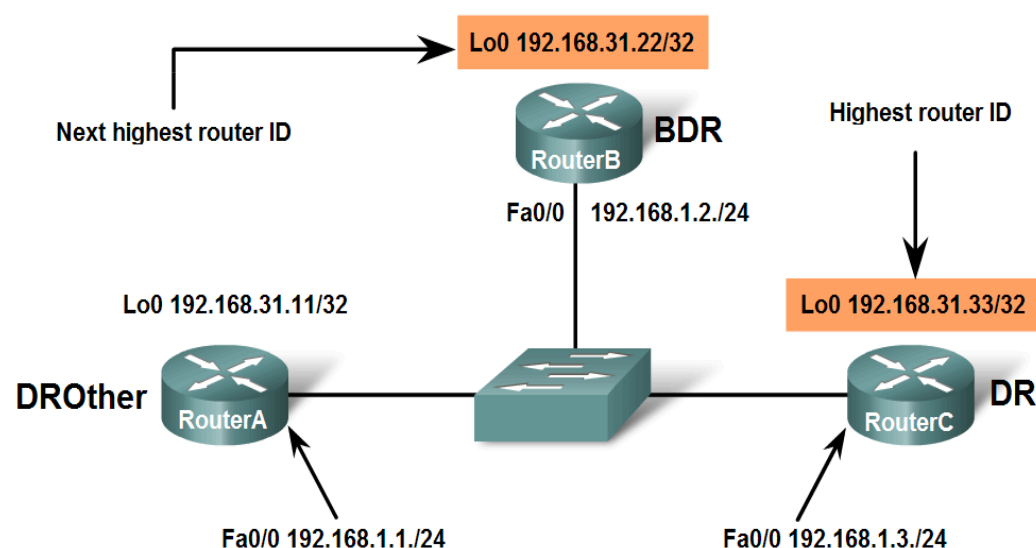 Lo0 192.168.31.22/32
Next highest router ID
Highest router ID
BDR
RouterB
Fa0/0 192.168.1.2./24
Lo0 192.168.31.11/32
Lo0 192.168.31.33/32
DROther
RouterA
RouterC
DR
Fa0/0 192.168.1.1./24
Fa0/0 192.168.1.3./24